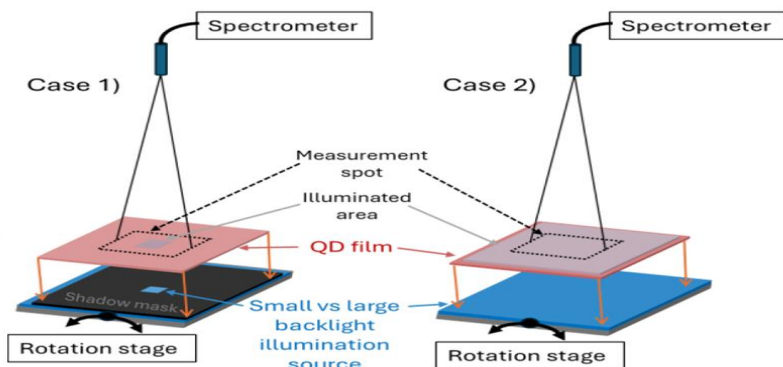 Spectrometer
Spectrometer
Case 1)
Case 2)
Measurement
spot
Illuminated
area
QD film
Shadow mask
Small vs large
backlight
illumination
source
Rotation stage
Rotation stage